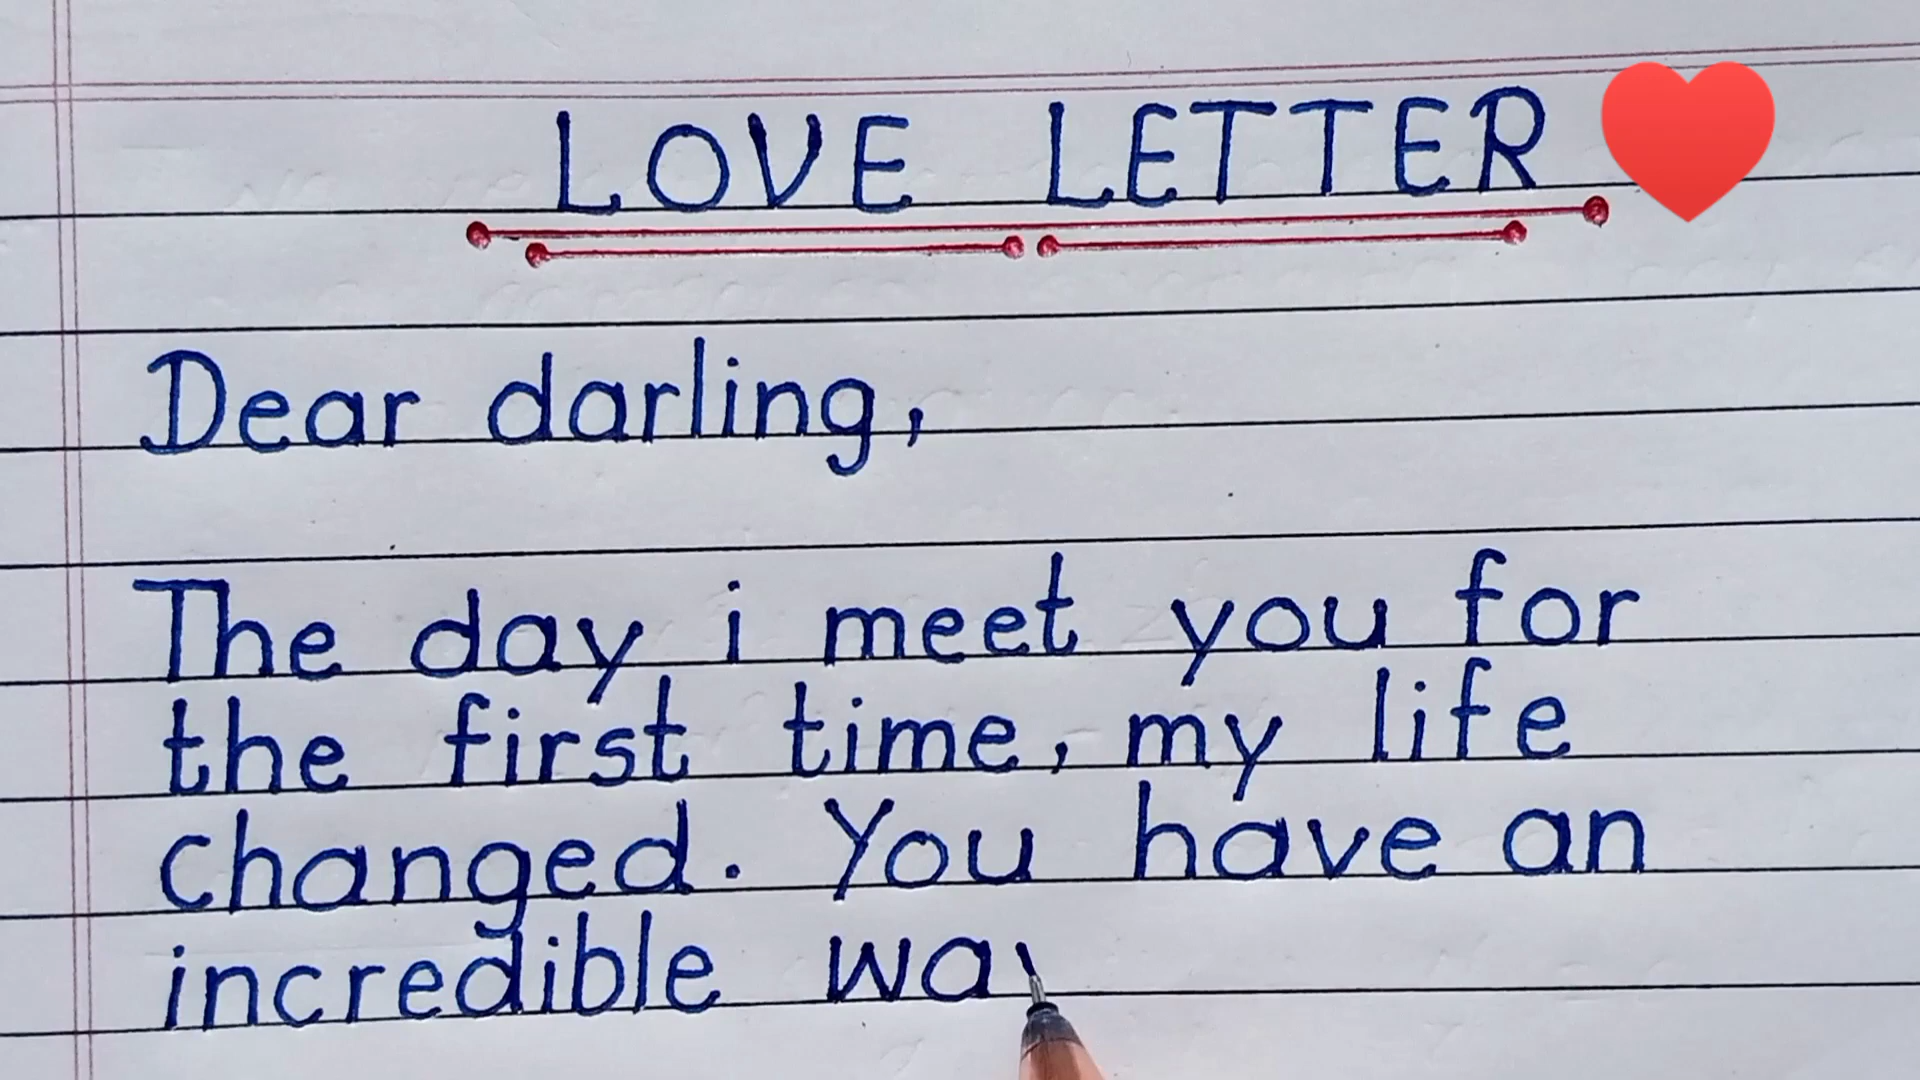 LOVE LETTER
Dear darling,
The day i meet you for
the first time, my life
changed. You have an
incredible wa